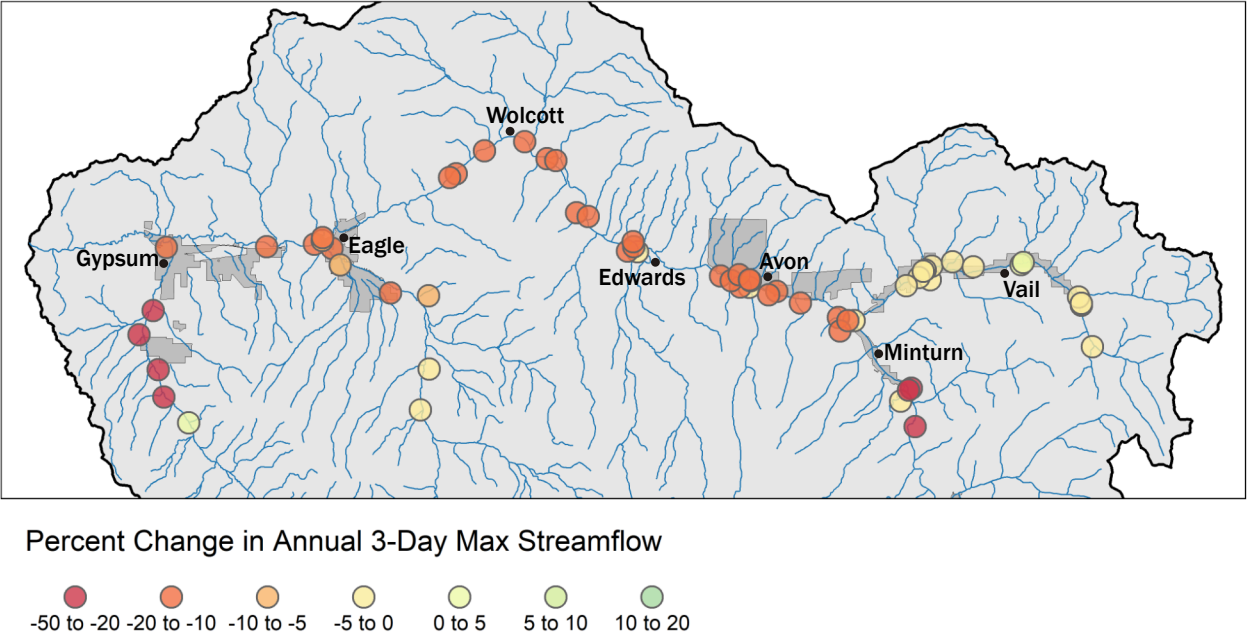 Wolcott
Gypsum
Eagle
Edwards
Avon
Vail
Minturn
Percent Change in Annual 3-Day Max Streamflow
-50 to -20 -20 to -10 -10 to -5 -5 to 0 0 to 5 5 to 10 10 to 20